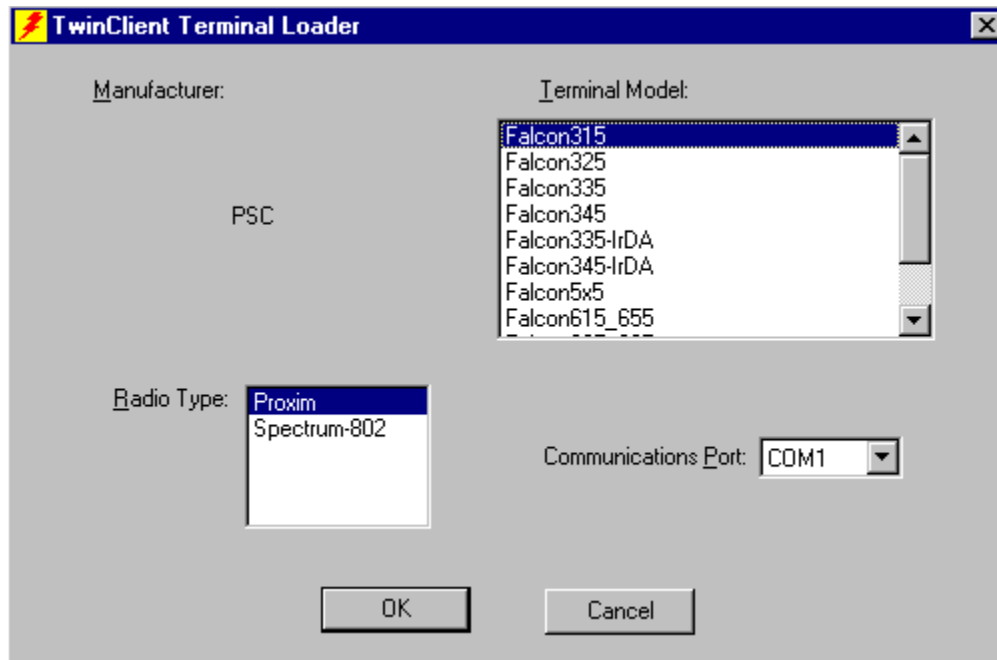 TwinClient Terminal Loader
Manufacturer:
Terminal Model:
PSC
Falcon315
Falcon325
Falcon335
Falcon345
Falcon335-IrDA
Falcon345-IrDA
Falcon5x5
Falcon615_655
Radio Type:
Proxim
Spectrum-802
Communications Port:
COM1
OK
Cancel